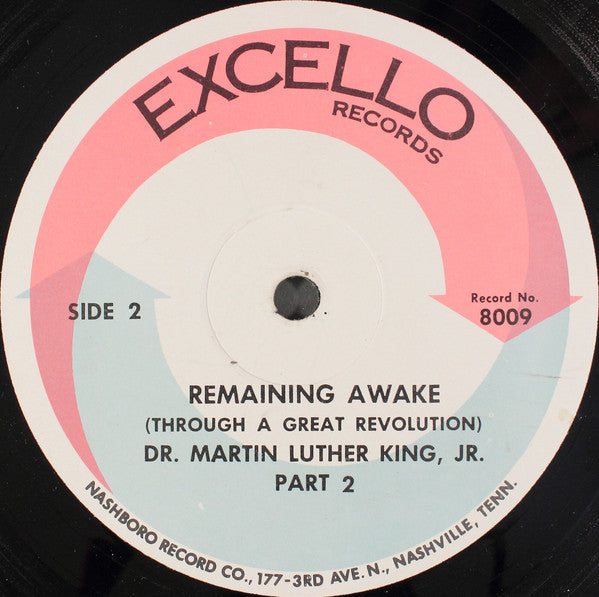 EXCELLO
RECORDS
SIDE 2
Record No.
8009
REMAINING AWAKE
(THROUGH A GREAT REVOLUTION)
DR. MARTIN LUTHER KING, JR.
PART 2
NASHBORO RECORD CO., 177-3RD AVE. N., NASHVILLE, TENN.